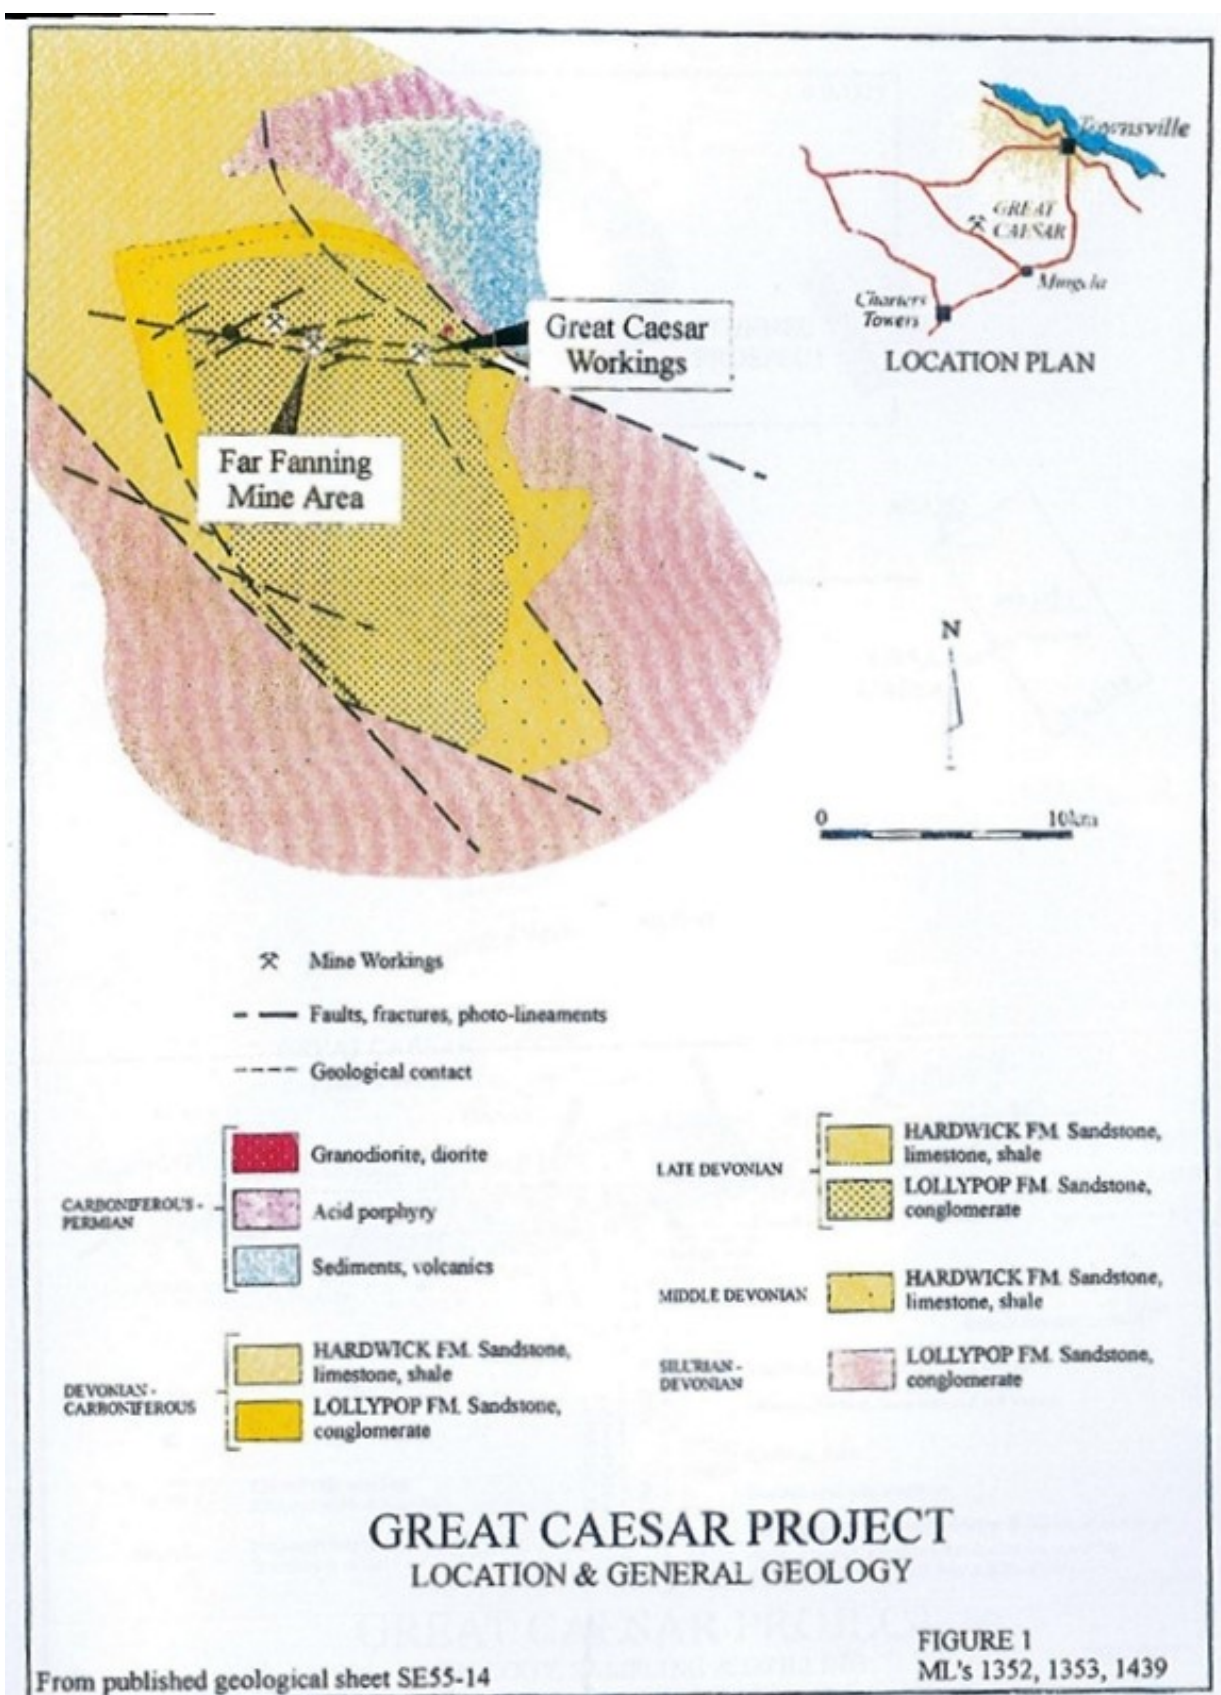 Townsville
GREAT
CAESAR
Mingela
Charters
Towers
LOCATION PLAN
Great Caesar
Workings
Far Fanning
Mine Area
N
0 10km
Mine Workings
Faults, fractures, photo-lineaments
Geological contact
CARBONIFEROUS -
PERMIAN
Granodiorite, diorite
Acid porphyry
Sediments, volcanics
DEVONIAN -
CARBONIFEROUS
HARDWICK FM. Sandstone,
limestone, shale
LOLLYPOP FM. Sandstone,
conglomerate
LATE DEVONIAN
HARDWICK FM. Sandstone,
limestone, shale
LOLLYPOP FM. Sandstone,
conglomerate
MIDDLE DEVONIAN
HARDWICK FM. Sandstone,
limestone, shale
SILURIAN -
DEVONIAN
LOLLYPOP FM. Sandstone,
conglomerate
GREAT CAESAR PROJECT
LOCATION & GENERAL GEOLOGY
FIGURE 1
ML's 1352, 1353, 1439
From published geological sheet SE55-14